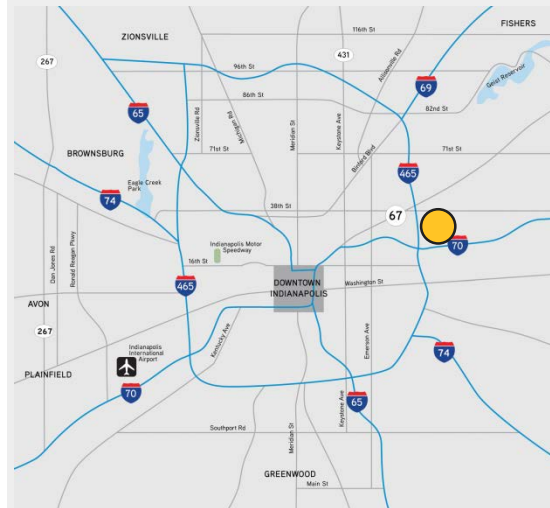 ZIONSVILLE
FISHERS
116th St
267
431
96th St
Allisonville Rd
Geist Reservoir
86th St
69
82nd St
65
Zionsville Rd
Michigan Rd
Meridian St
Keystone Ave
Binford Blvd
71st St
71st St
BROWNSBURG
465
Eagle Creek
Park
74
38th St
67
Dan Jones Rd
Ronald Reagan Pkwy
Indianapolis Motor
Speedway
70
16th St
465
DOWNTOWN
INDIANAPOLIS
Washington St
AVON
267
Kentucky Ave
Emerson Ave
Indianapolis
International
Airport
74
PLAINFIELD
70
Keystone Ave
65
Southport Rd
Meridian St
GREENWOOD
Main St